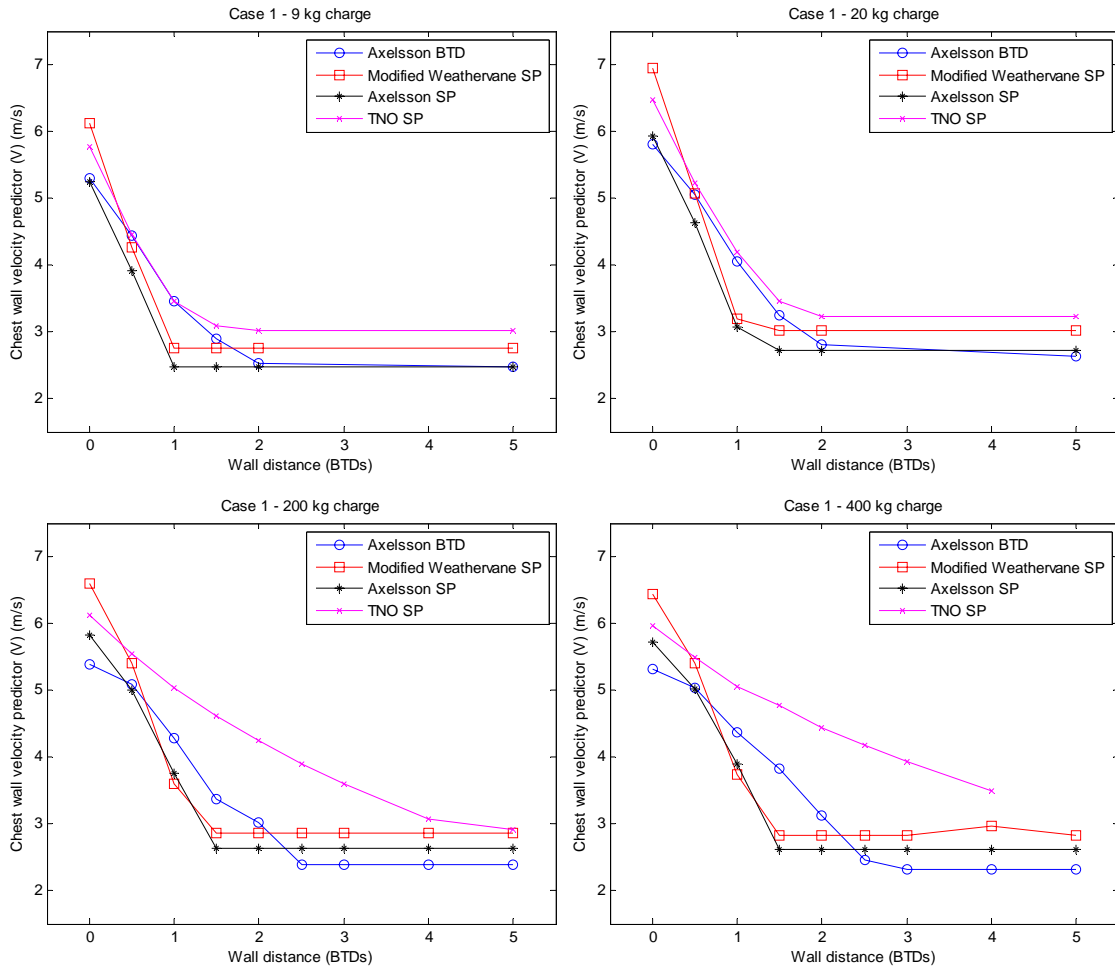 Case 1 - 9 kg charge
Axelsson BTD
Modified Weathervane SP
Axelsson SP
TNO SP
Chest wall velocity predictor (V) (m/s)
7
6
5
4
3
2
0 1 2 3 4 5
Wall distance (BTDs)
Case 1 - 20 kg charge
Axelsson BTD
Modified Weathervane SP
Axelsson SP
TNO SP
Chest wall velocity predictor (V) (m/s)
7
6
5
4
3
2
0 1 2 3 4 5
Wall distance (BTDs)
Case 1 - 200 kg charge
Axelsson BTD
Modified Weathervane SP
Axelsson SP
TNO SP
Chest wall velocity predictor (V) (m/s)
7
6
5
4
3
2
0 1 2 3 4 5
Wall distance (BTDs)
Case 1 - 400 kg charge
Axelsson BTD
Modified Weathervane SP
Axelsson SP
TNO SP
Chest wall velocity predictor (V) (m/s)
7
6
5
4
3
2
0 1 2 3 4 5
Wall distance (BTDs)